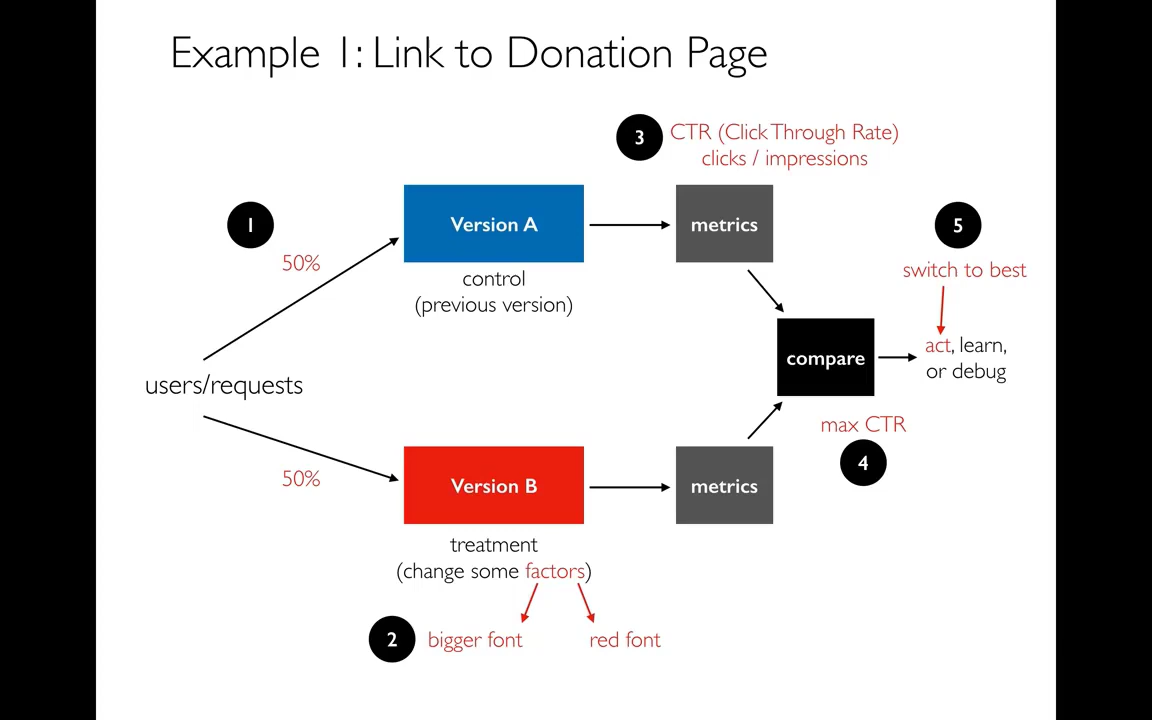 Example 1: Link to Donation Page
3
CTR (Click Through Rate)
clicks / impressions
1
50%
Version A
metrics
5
control
(previous version)
switch to best
users/requests
compare
act, learn,
or debug
max CTR
4
50%
Version B
metrics
treatment
(change some factors)
2
bigger font
red font